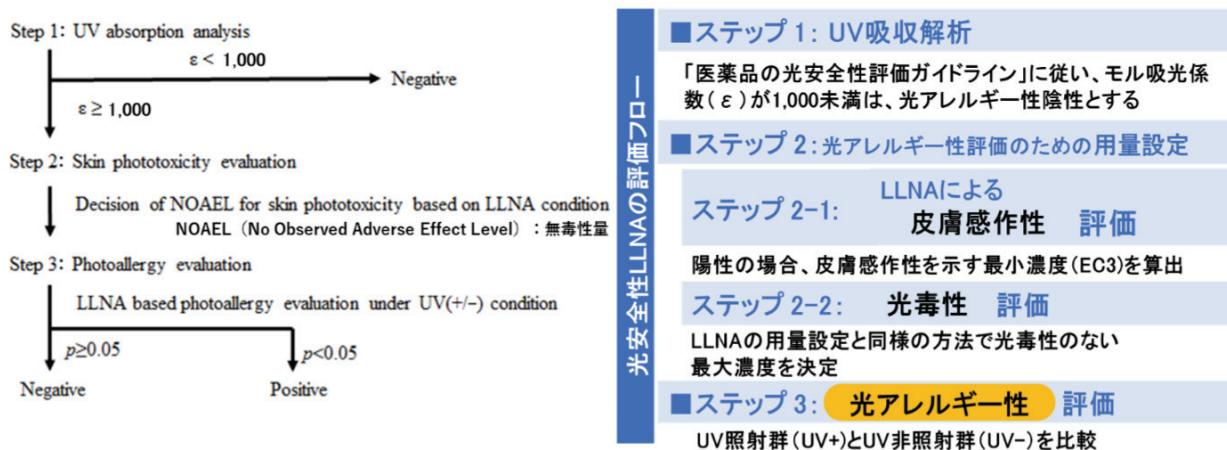 Step 1: UV absorption analysis
ε < 1,000
Negative
ε ≥ 1,000
Step 2: Skin phototoxicity evaluation
Decision of NOAEL for skin phototoxicity based on LLNA condition
NOAEL（No Observed Adverse Effect Level）：無毒性量
Step 3: Photoallergy evaluation
LLNA based photoallergy evaluation under UV(+/−) condition
p≥0.05
p<0.05
Negative
Positive
光安全性LLNAの評価フロー
■ステップ1：UV吸収解析
「医薬品の光安全性評価ガイドライン」に従い、モル吸光係
数（ε）が1,000未満は、光アレルギー性陰性とする
■ステップ2：光アレルギー性評価のための用量設定
LLNAによる
ステップ2-1： 皮膚感作性 評価
陽性の場合、皮膚感作性を示す最小濃度（EC3）を算出
ステップ2-2： 光毒性 評価
LLNAの用量設定と同様の方法で光毒性のない
最大濃度を決定
■ステップ3： 光アレルギー性 評価
UV照射群（UV+）とUV非照射群（UV-）を比較